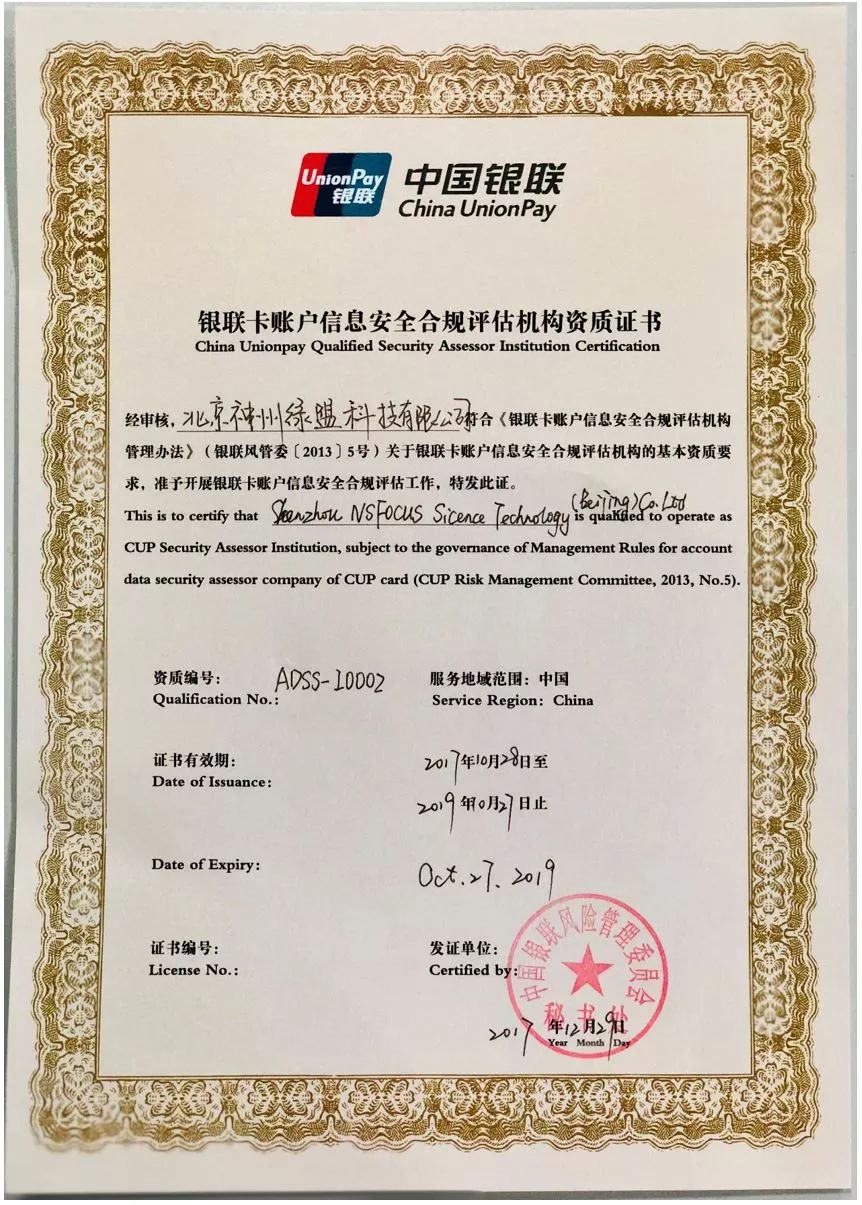 UnionPay
银联
中国银联
China UnionPay
银联卡账户信息安全合规评估机构资质证书
China Unionpay Qualified Security Assessor Institution Certification
经审核,北京神州绿盟科技有限公司符合《银联卡账户信息安全合规评估机构
管理办法》(银联风管委〔2013〕5号)关于银联卡账户信息安全合规评估机构的基本资质要
求,准予开展银联卡账户信息安全合规评估工作,特发此证。
This is to certify that Shenzhou NSFOCUS Sicence Technology (Beijing) Co. Ltd is qualified to operate as
CUP Security Assessor Institution, subject to the governance of Management Rules for account
data security assessor company of CUP card (CUP Risk Management Committee, 2013, No.5).
资质编号: ADSS-10002 服务地域范围:中国
Qualification No.: Service Region: China
证书有效期: 2017年10月28日至
Date of Issuance:
2019年10月27日止
Date of Expiry: Oct.27. 2019
证书编号: 发证单位:
License No.: Certified by:
中国银联风险管理委员会
秘书处
2017年12月29日
Year Month Day